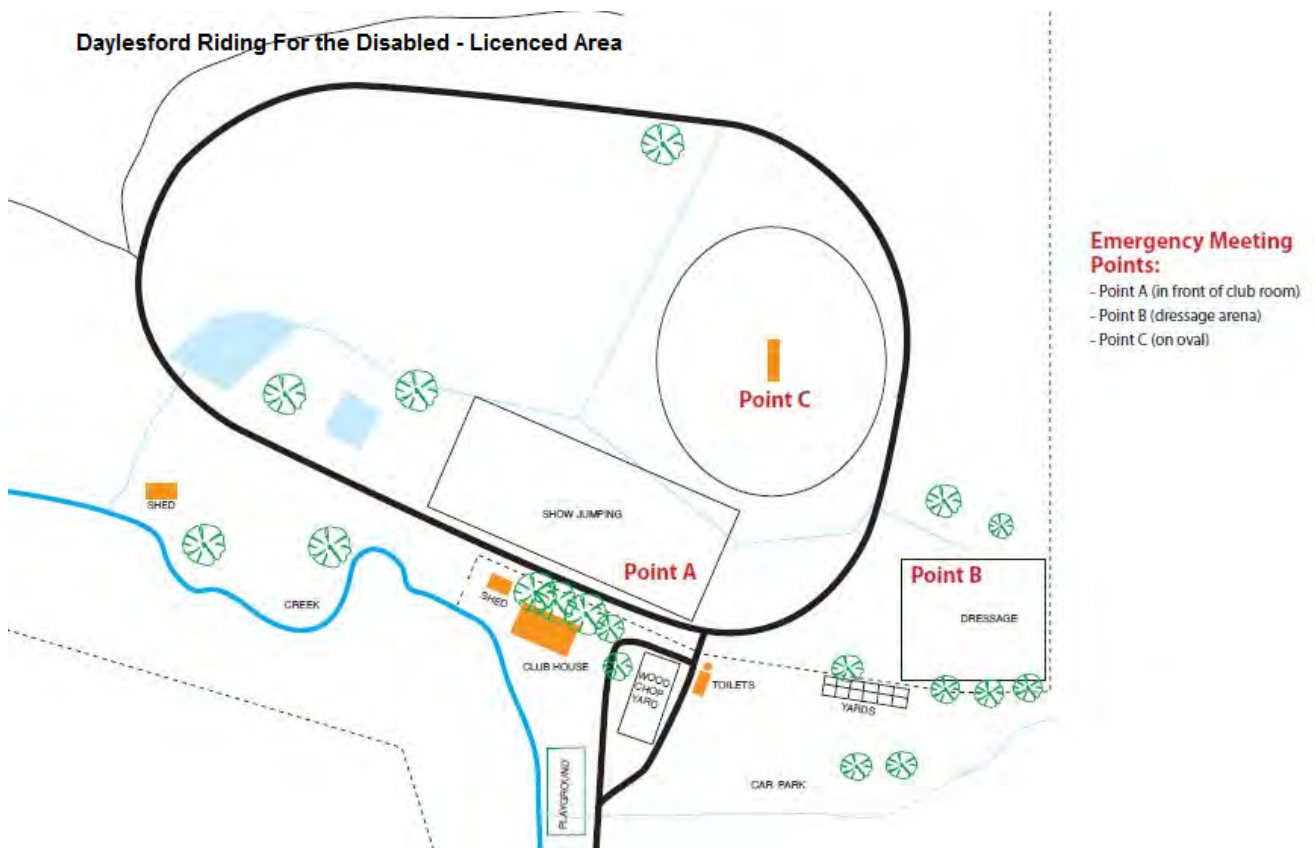 Daylesford Riding For the Disabled - Licenced Area
Emergency Meeting
Points:
- Point A (in front of club room)
- Point B (dressage arena)
- Point C (on oval)
Point C
SHED
SHOW JUMPING
Point A
Point B
DRESSAGE
CREEK
SHED
CLUB HOUSE
WOOD
CHOP
YARD
TOILETS
YARDS
PLAYGROUND
CAR PARK